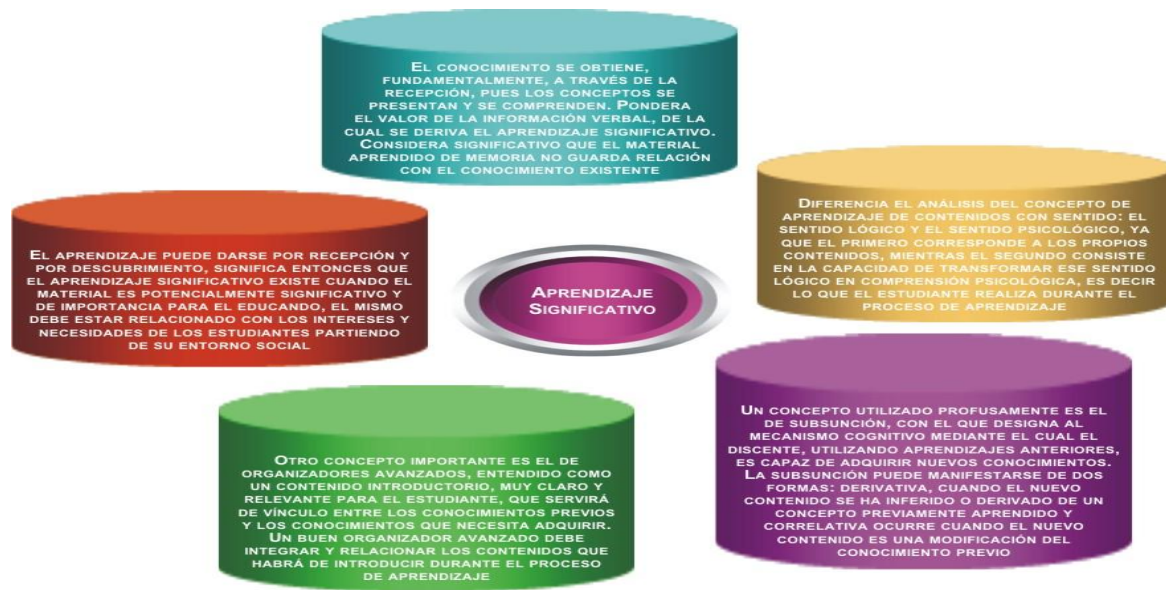 EL CONOCIMIENTO SE OBTIENE,
FUNDAMENTALMENTE, A TRAVÉS DE LA
RECEPCIÓN, PUES LOS CONCEPTOS SE
PRESENTAN Y SE COMPRENDEN. PONDERA
EL VALOR DE LA INFORMACIÓN VERBAL, DE LA
CUAL SE DERIVA EL APRENDIZAJE SIGNIFICATIVO.
CONSIDERA SIGNIFICATIVO QUE EL MATERIAL
APRENDIDO DE MEMORIA NO GUARDA RELACIÓN
CON EL CONOCIMIENTO EXISTENTE
DIFERENCIA EL ANÁLISIS DEL CONCEPTO DE
APRENDIZAJE DE CONTENIDOS CON SENTIDO: EL
SENTIDO LÓGICO Y EL SENTIDO PSICOLÓGICO, YA
QUE EL PRIMERO CORRESPONDE A LOS PROPIOS
CONTENIDOS, MIENTRAS EL SEGUNDO CONSISTE
EN LA CAPACIDAD DE TRANSFORMAR ESE SENTIDO
LÓGICO EN COMPRENSIÓN PSICOLÓGICA, ES DECIR
LO QUE EL ESTUDIANTE REALIZA DURANTE EL
PROCESO DE APRENDIZAJE
EL APRENDIZAJE PUEDE DARSE POR RECEPCIÓN Y
POR DESCUBRIMIENTO, SIGNIFICA ENTONCES QUE
EL APRENDIZAJE SIGNIFICATIVO EXISTE CUANDO EL
MATERIAL ES POTENCIALMENTE SIGNIFICATIVO Y
DE IMPORTANCIA PARA EL EDUCANDO, EL MISMO
DEBE ESTAR RELACIONADO CON LOS INTERESES Y
NECESIDADES DE LOS ESTUDIANTES PARTIENDO
DE SU ENTORNO SOCIAL
APRENDIZAJE
SIGNIFICATIVO
UN CONCEPTO UTILIZADO PROFUSAMENTE ES EL
DE SUBSUNCIÓN, CON EL QUE DESIGNA AL
MECANISMO COGNITIVO MEDIANTE EL CUAL EL
DISCENTE, UTILIZANDO APRENDIZAJES ANTERIORES,
ES CAPAZ DE ADQUIRIR NUEVOS CONOCIMIENTOS.
LA SUBSUNCIÓN PUEDE MANIFESTARSE DE DOS
FORMAS: DERIVATIVA, CUANDO EL NUEVO
CONTENIDO SE HA INFERIDO O DERIVADO DE UN
CONCEPTO PREVIAMENTE APRENDIDO Y
CORRELATIVA OCURRE CUANDO EL NUEVO
CONTENIDO ES UNA MODIFICACIÓN DEL
CONOCIMIENTO PREVIO
OTRO CONCEPTO IMPORTANTE ES EL DE
ORGANIZADORES AVANZADOS, ENTENDIDO COMO
UN CONTENIDO INTRODUCTORIO, MUY CLARO Y
RELEVANTE PARA EL ESTUDIANTE, QUE SERVIRÁ
DE VÍNCULO ENTRE LOS CONOCIMIENTOS PREVIOS
Y LOS CONOCIMIENTOS QUE NECESITA ADQUIRIR.
UN BUEN ORGANIZADOR AVANZADO DEBE
INTEGRAR Y RELACIONAR LOS CONTENIDOS QUE
HABRÁ DE INTRODUCIR DURANTE EL PROCESO
DE APRENDIZAJE